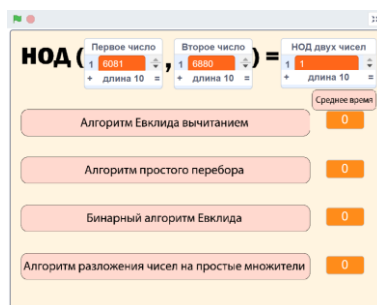 НОД ( , ) =
Первое число
1 6081
+ длина 10 =
Второе число
1 6880
+ длина 10 =
НОД двух чисел
1 1
+ длина 10 =
Среднее время
Алгоритм Евклида вычитанием 0
Алгоритм простого перебора 0
Бинарный алгоритм Евклида 0
Алгоритм разложения чисел на простые множители 0